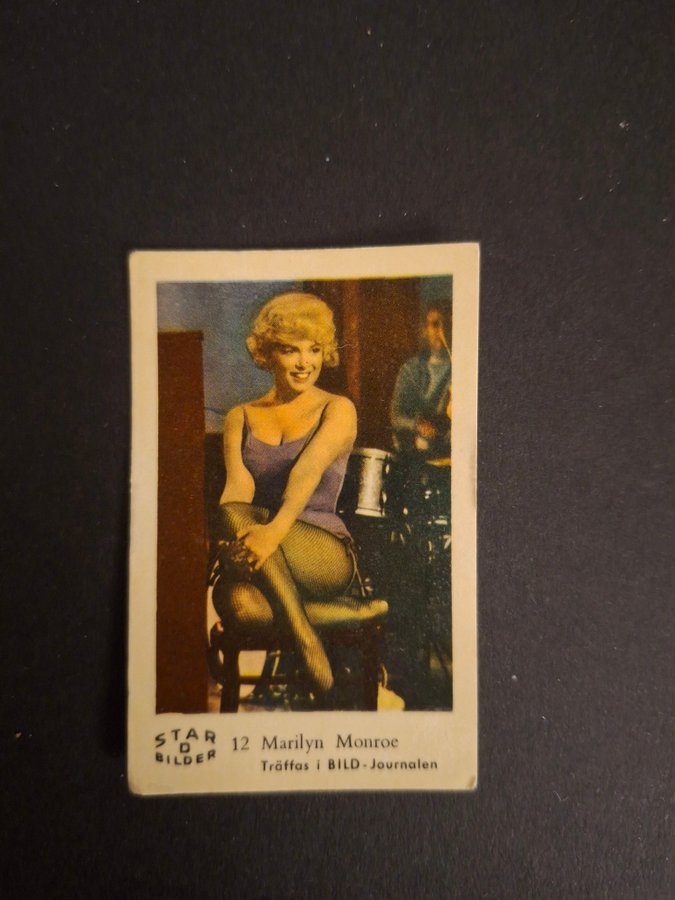 STAR
D
BILDER
12 Marilyn Monroe
Träffas i BILD-Journalen